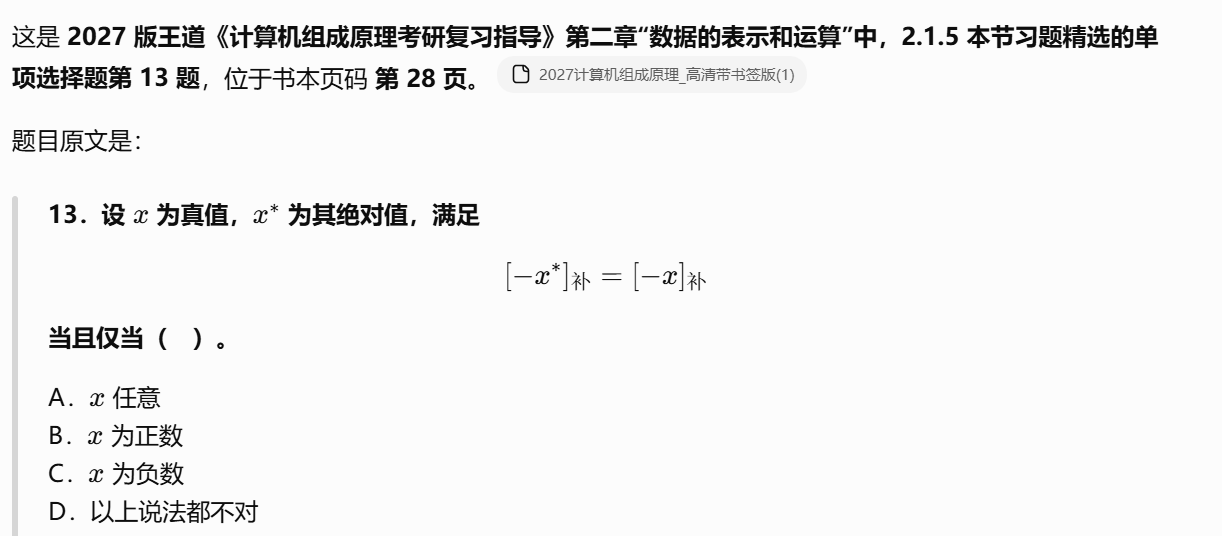 这是 2027 版王道《计算机组成原理考研复习指导》第二章“数据的表示和运算”中，2.1.5 本节习题精选的单
项选择题第 13 题，位于书本页码 第 28 页。 2027计算机组成原理_高清带书签版(1)
题目原文是：
13．设 x 为真值，x* 为其绝对值，满足
[−x*]补 = [−x]补
当且仅当（ ）。
A．x 任意
B．x 为正数
C．x 为负数
D．以上说法都不对